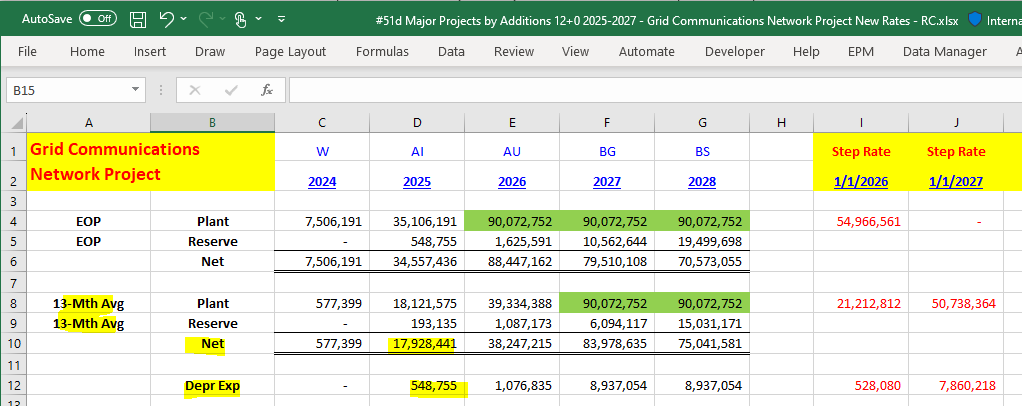 AutoSave Off #51d Major Projects by Additions 12+0 2025-2027 - Grid Communications Network Project New Rates - RC.xlsx Interna
File Home Insert Draw Page Layout Formulas Data Review View Automate Developer Help EPM Data Manager A
B15 fx
A B C D E F G H I J
1 Grid Communications W AI AU BG BS Step Rate Step Rate
2 Network Project 2024 2025 2026 2027 2028 1/1/2026 1/1/2027
3
4 EOP Plant 7,506,191 35,106,191 90,072,752 90,072,752 90,072,752 54,966,561 -
5 EOP Reserve - 548,755 1,625,591 10,562,644 19,499,698
6 Net 7,506,191 34,557,436 88,447,162 79,510,108 70,573,055
7
8 13-Mth Avg Plant 577,399 18,121,575 39,334,388 90,072,752 90,072,752 21,212,812 50,738,364
9 13-Mth Avg Reserve - 193,135 1,087,173 6,094,117 15,031,171
10 Net 577,399 17,928,441 38,247,215 83,978,635 75,041,581
11
12 Depr Exp - 548,755 1,076,835 8,937,054 8,937,054 528,080 7,860,218